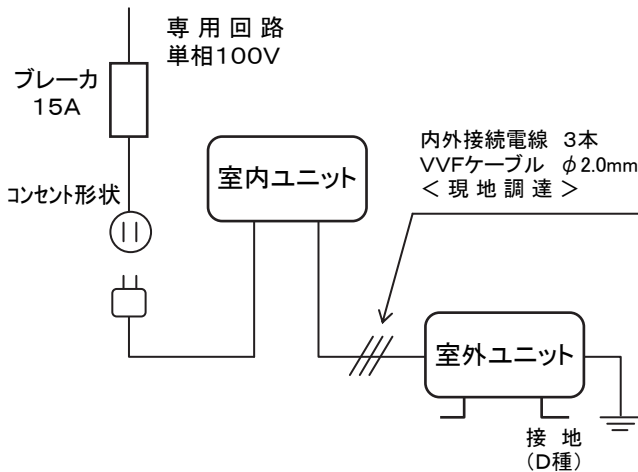 専用回路
単相100V
ブレーカ
15A
コンセント形状
室内ユニット
内外接続電線 3本
VVFケーブル φ2.0mm
<現地調達>
室外ユニット
接地
(D種)